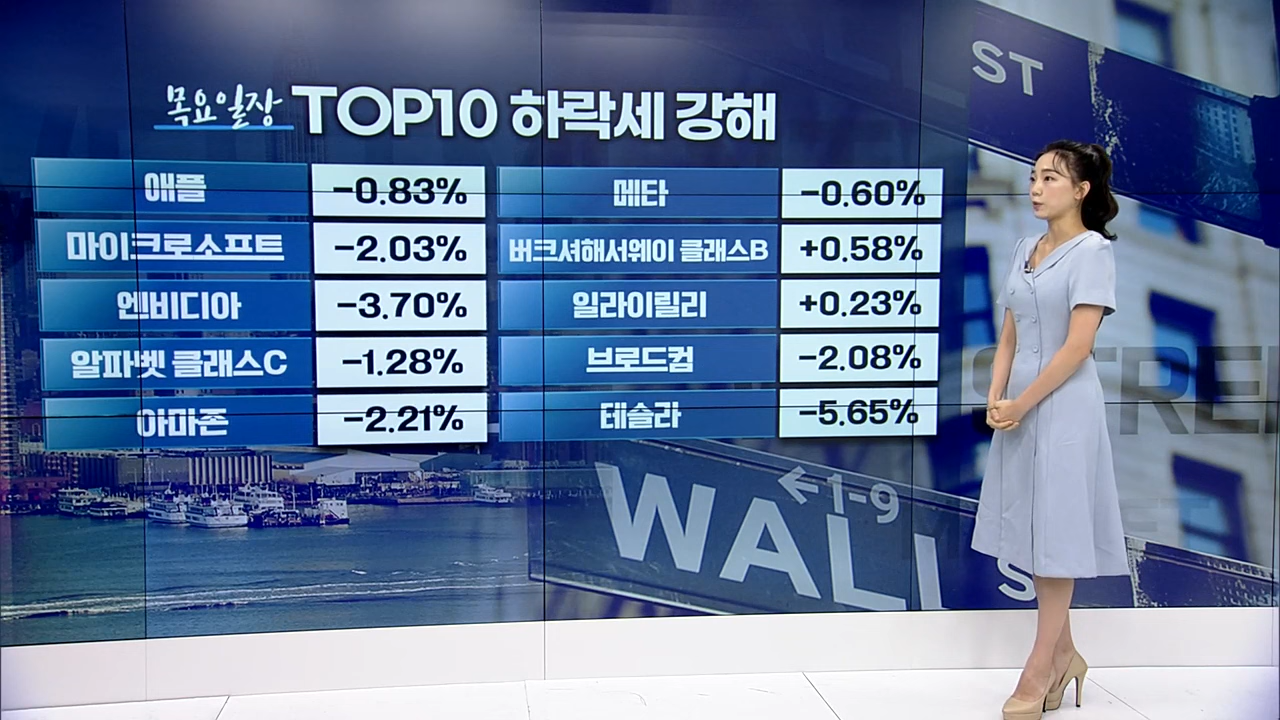 목요일장 TOP10 하락세 강해
애플 -0.83%
마이크로소프트 -2.03%
엔비디아 -3.70%
알파벳 클래스C -1.28%
아마존 -2.21%
메타 -0.60%
버크셔해서웨이 클래스B +0.58%
일라이릴리 +0.23%
브로드컴 -2.08%
테슬라 -5.65%
ST
←1-9
WALL
S